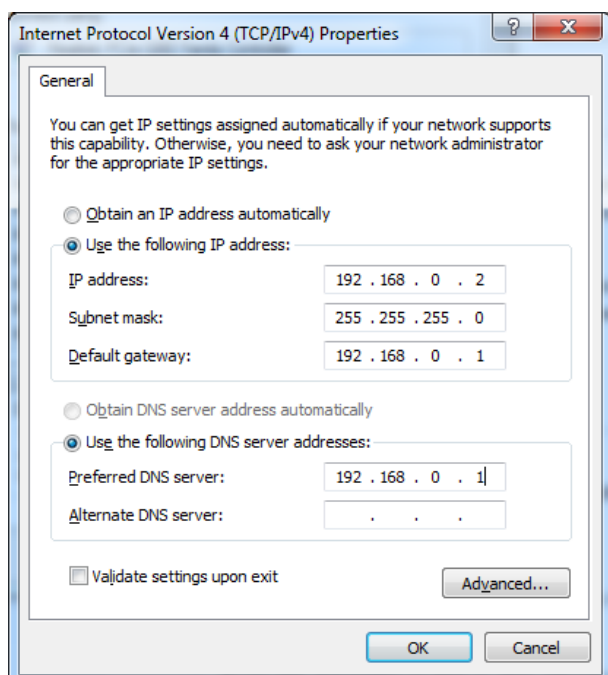 Internet Protocol Version 4 (TCP/IPv4) Properties
General
You can get IP settings assigned automatically if your network supports
this capability. Otherwise, you need to ask your network administrator
for the appropriate IP settings.
Obtain an IP address automatically
Use the following IP address:
IP address: 192 . 168 . 0 . 2
Subnet mask: 255 . 255 . 255 . 0
Default gateway: 192 . 168 . 0 . 1
Obtain DNS server address automatically
Use the following DNS server addresses:
Preferred DNS server: 192 . 168 . 0 . 1
Alternate DNS server: . . .
Validate settings upon exit
Advanced...
OK Cancel